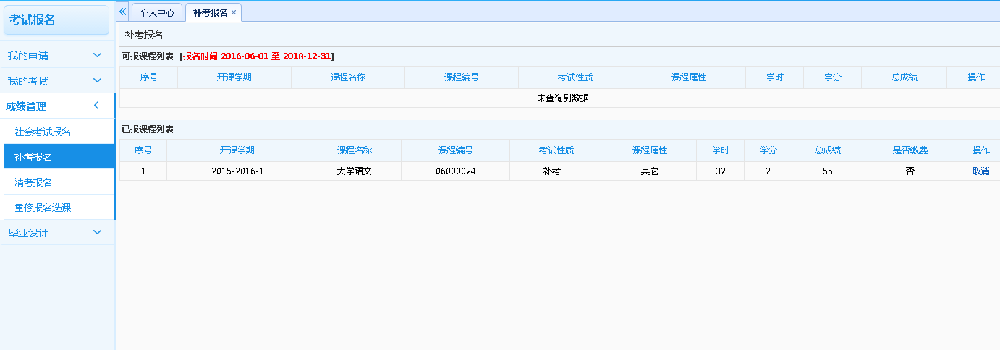 考试报名
我的申请
我的考试
成绩管理
社会考试报名
补考报名
清考报名
重修报名选课
毕业设计
个人中心 补考报名
补考报名
可报课程列表 [报名时间 2016-06-01 至 2018-12-31]
序号 开课学期 课程名称 课程编号 考试性质 课程属性 学时 学分 总成绩 操作
未查询到数据
已报课程列表
序号 开课学期 课程名称 课程编号 考试性质 课程属性 学时 学分 总成绩 是否缴费 操作
1 2015-2016-1 大学语文 06000024 补考一 其它 32 2 55 否 取消